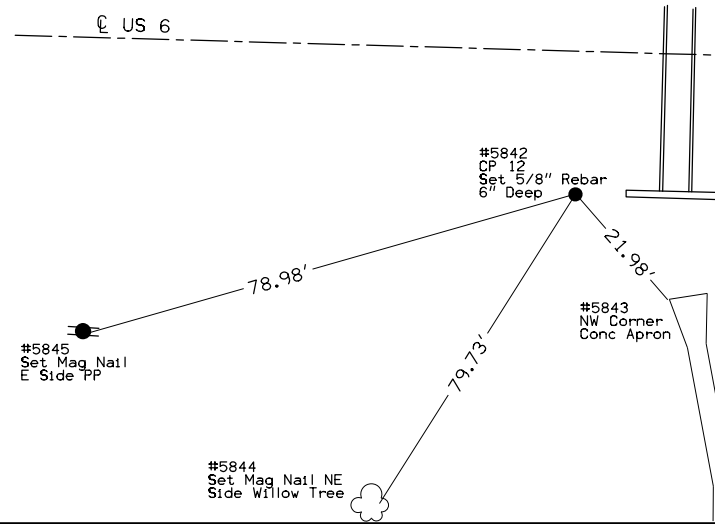 ℄ US 6
#5842
CP 12
Set 5/8" Rebar
6" Deep
78.98'
21.98'
79.73'
#5843
NW Corner
Conc Apron
#5845
Set Mag Nail
E Side PP
#5844
Set Mag Nail NE
Side Willow Tree